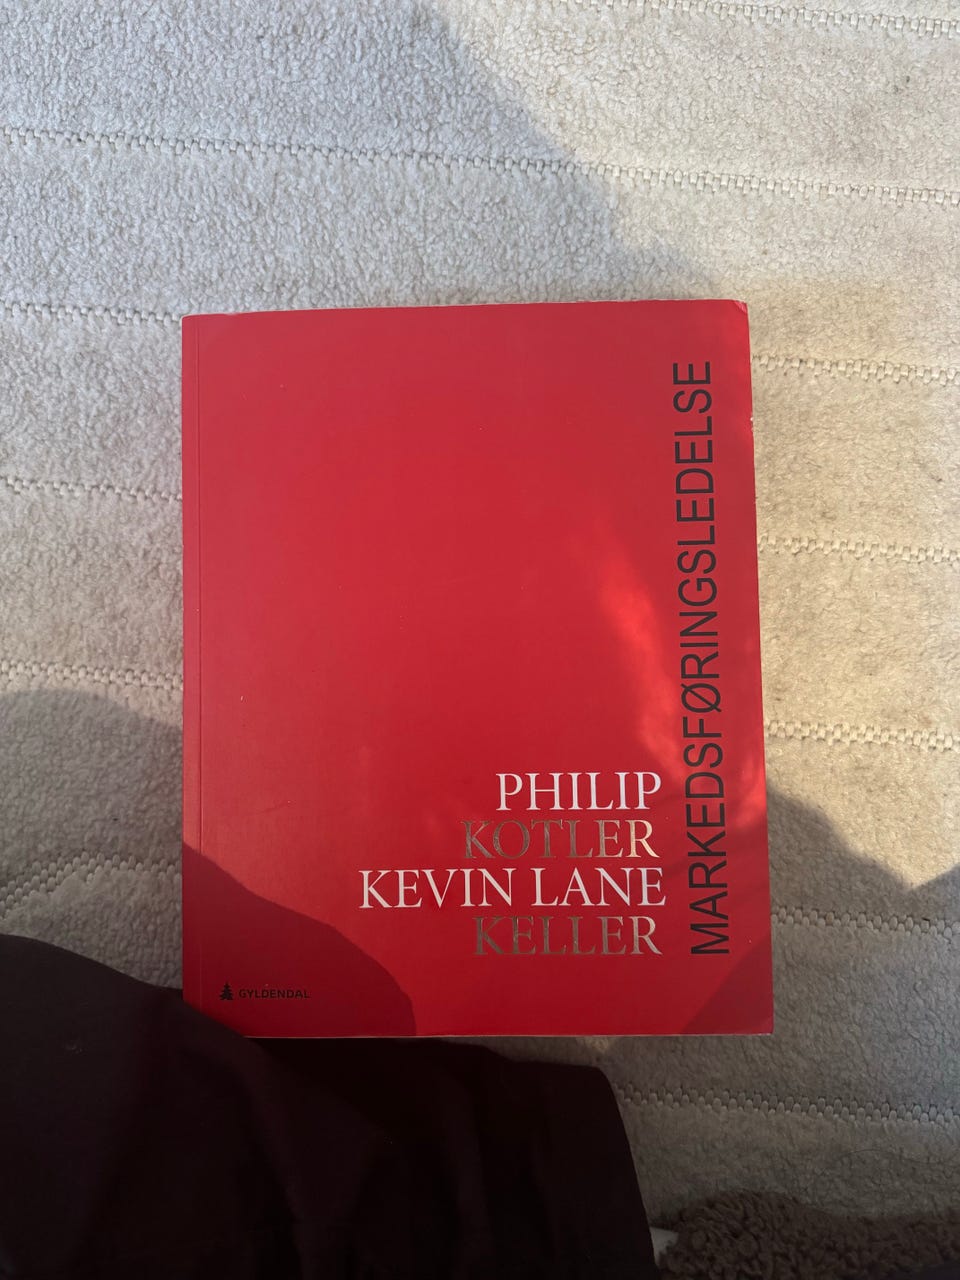 MARKEDSFØRINGSLEDELSE
PHILIP
KOTLER
KEVIN LANE
KELLER
GYLDENDAL